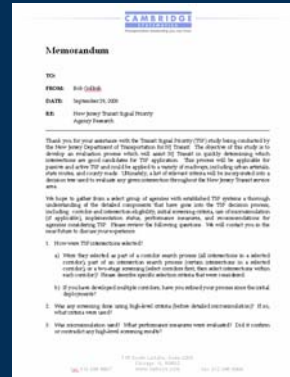 CAMBRIDGE
SYSTEMATICS
Memorandum
TO:
FROM: Bob
DATE: September 29, 2008
RE: New Jersey Transit Signal Priority
Agency Research
Thank you for your assistance with the Transit Signal Priority (TSP) study being conducted by
the New Jersey Department of Transportation for NJ Transit. The objective of this study is to
develop an evaluation process which will assist NJ Transit in quickly determining which
intersections are good candidates for TSP application. This process will be applicable for
passive and active TSP and could be applied to a variety of roadways, including urban arterials,
state routes, and county roads. Ultimately, a list of relevant criteria will be incorporated into a
decision tree used to evaluate any given intersection throughout the New Jersey Transit service
area.
We hope to gather from a select group of agencies with established TSP systems a thorough
understanding of the detailed components that have gone into the TSP decision process,
including: corridor and intersection eligibility, initial screening criteria, use of microsimulation
(if applicable), implementation status, performance measures, and recommendations for
agencies considering TSP. Please review the following questions. We will contact you in the
near future to discuss your experience.
1. How were TSP intersections selected?
a) Were they selected as part of a corridor search process (all intersections in a selected
corridor), part of an intersection search process (certain intersections in a selected
corridor), or a two-stage screening (select corridors first, then select intersections within
each corridor)? Please describe specific selection criteria that were considered.
b) If you have developed multiple corridors, have you refined your process since the initial
deployments?
2. Was any screening done using high-level criteria (before detailed microsimulation)? If so,
what criteria were used?
3. Was microsimulation used? What performance measures were evaluated? Did it confirm
or contradict any high-level screening results?